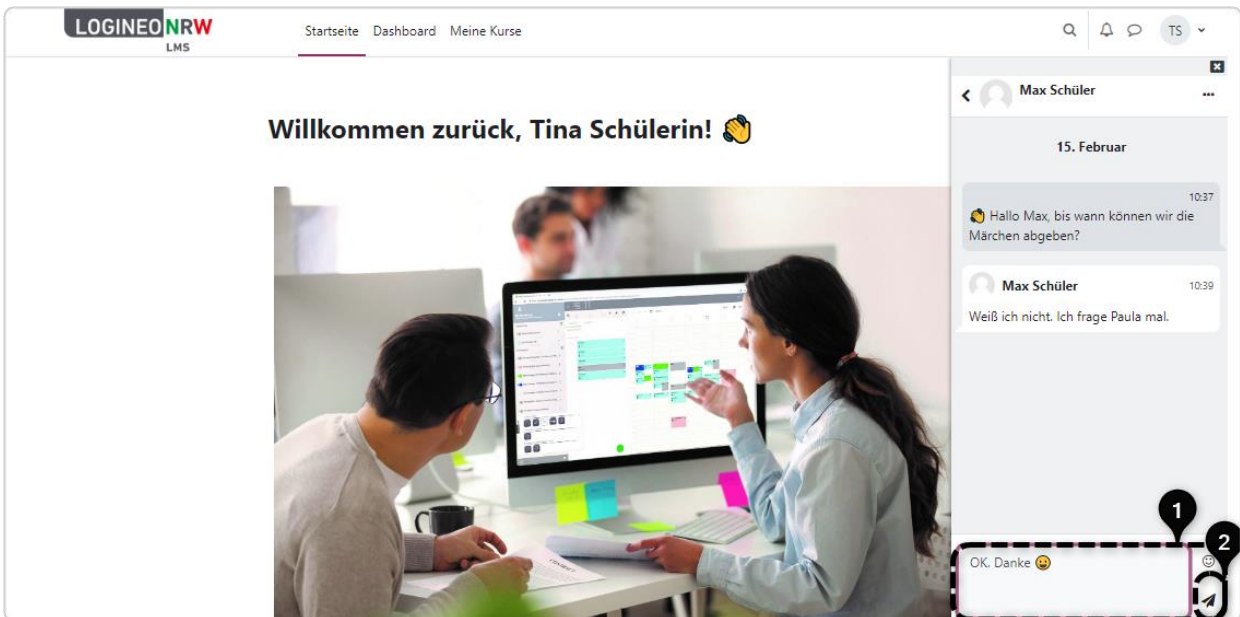 LOGINEO NRW
LMS
Startseite Dashboard Meine Kurse
TS
Max Schüler
Willkommen zurück, Tina Schülerin! 👋
15. Februar
10:37
👋 Hallo Max, bis wann können wir die
Märchen abgeben?
Max Schüler 10:39
Weiß ich nicht. Ich frage Paula mal.
1
2
OK. Danke 😀